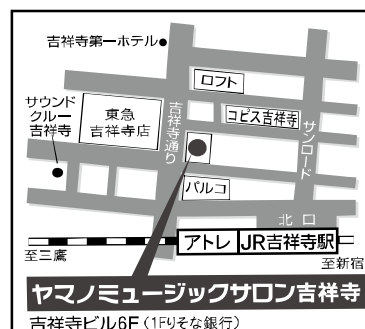 吉祥寺第一ホテル
ロフト
サウンド
クルー
吉祥寺
東急
吉祥寺店
吉祥寺通り
コピス吉祥寺
サンロード
パルコ
北口
アトレ JR吉祥寺駅
至三鷹
至新宿
ヤマノミュージックサロン吉祥寺
吉祥寺ビル6F(1Fりそな銀行)